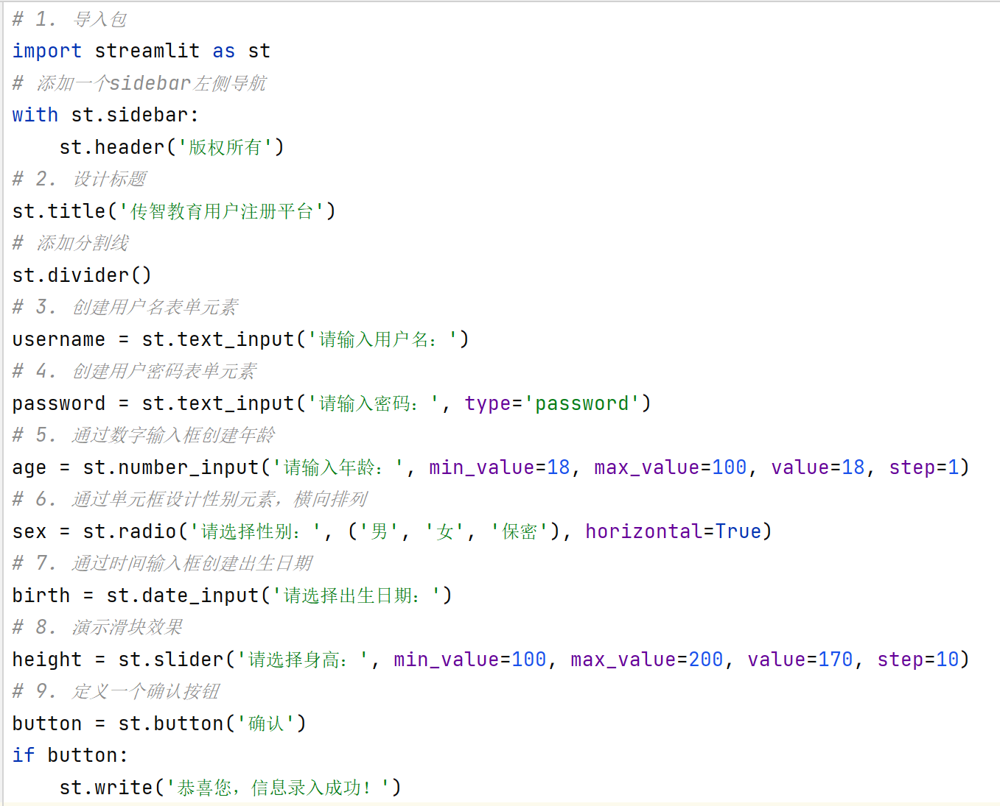 # 1. 导入包
import streamlit as st
# 添加一个sidebar左侧导航
with st.sidebar:
    st.header('版权所有')
# 2. 设计标题
st.title('传智教育用户注册平台')
# 添加分割线
st.divider()
# 3. 创建用户名表单元素
username = st.text_input('请输入用户名：')
# 4. 创建用户密码表单元素
password = st.text_input('请输入密码：', type='password')
# 5. 通过数字输入框创建年龄
age = st.number_input('请输入年龄：', min_value=18, max_value=100, value=18, step=1)
# 6. 通过单元框设计性别元素，横向排列
sex = st.radio('请选择性别：', ('男', '女', '保密'), horizontal=True)
# 7. 通过时间输入框创建出生日期
birth = st.date_input('请选择出生日期：')
# 8. 演示滑块效果
height = st.slider('请选择身高：', min_value=100, max_value=200, value=170, step=10)
# 9. 定义一个确认按钮
button = st.button('确认')
if button:
    st.write('恭喜您，信息录入成功！')